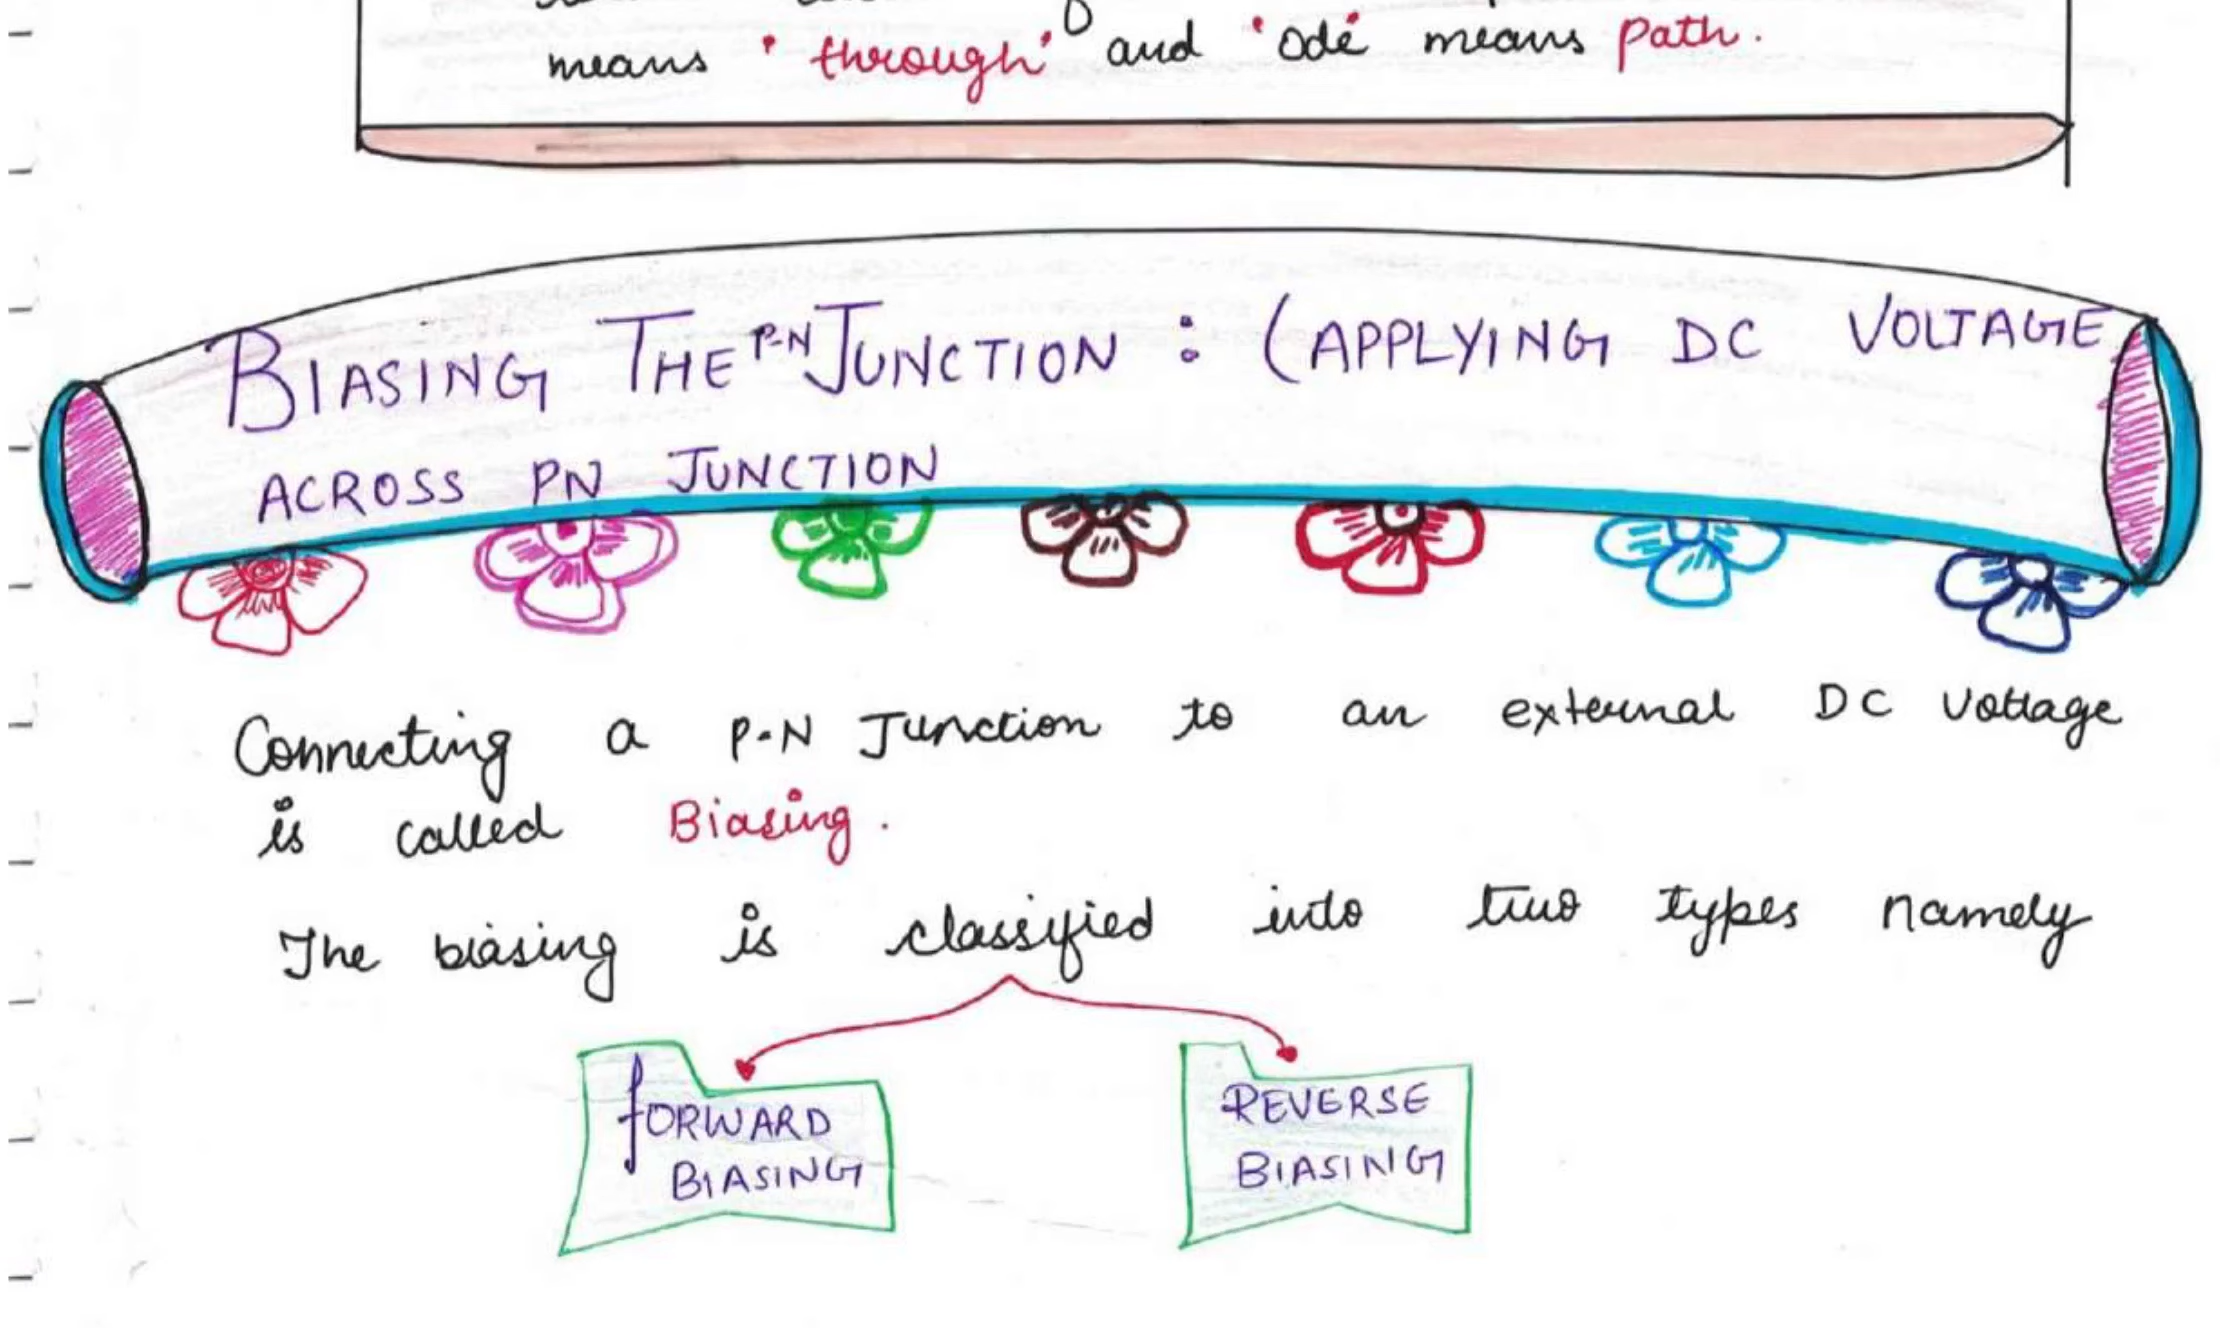 means 'through' and 'ode' means path.
BIASING THE P-N JUNCTION : (APPLYING DC VOLTAGE
ACROSS PN JUNCTION
Connecting a P-N Junction to an external DC Voltage
is called Biasing.
The biasing is classified into two types namely
FORWARD
BIASING
REVERSE
BIASING